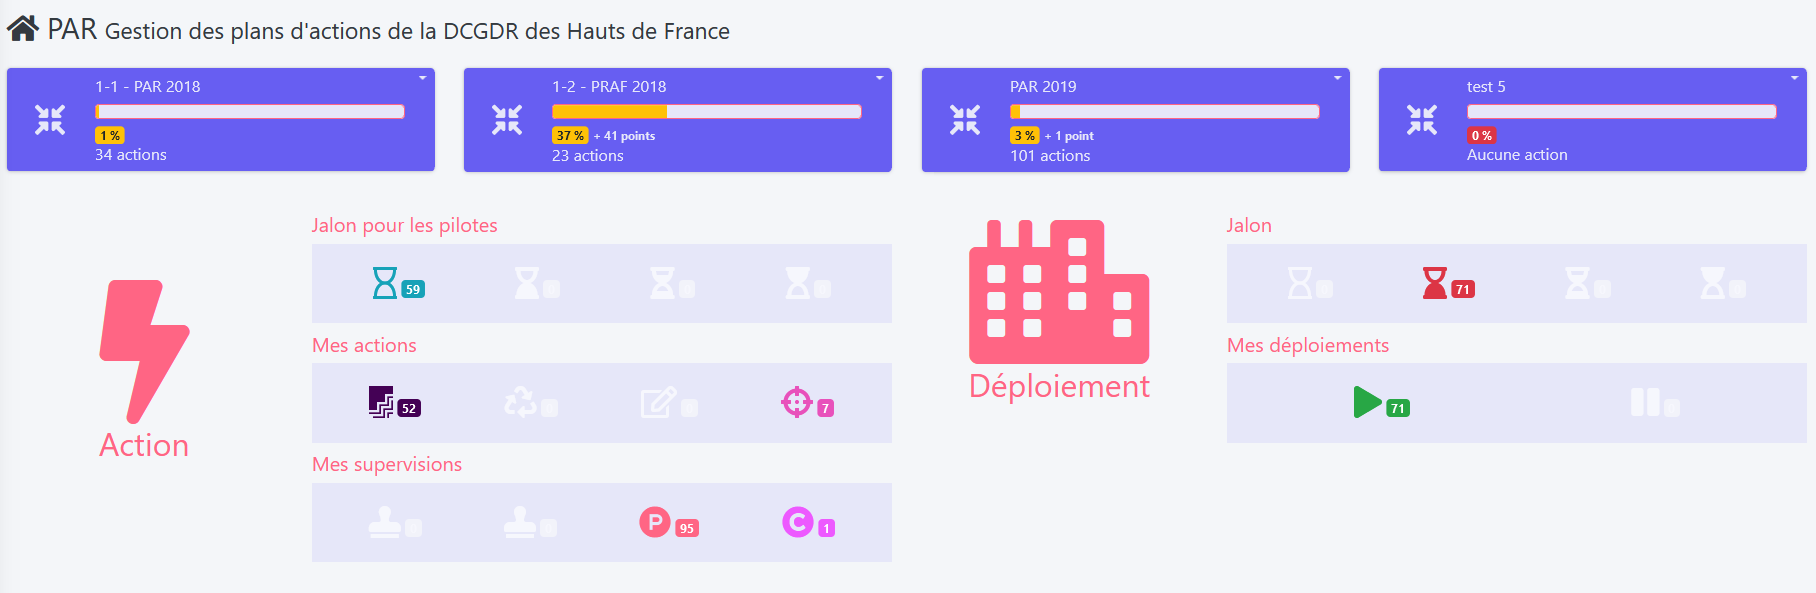 PAR Gestion des plans d'actions de la DCGDR des Hauts de France
1-1 - PAR 2018
1 %
34 actions
1-2 - PRAF 2018
37 % + 41 points
23 actions
PAR 2019
3 % + 1 point
101 actions
test 5
0 %
Aucune action
Action
Jalon pour les pilotes
59
Mes actions
52
7
Mes supervisions
P 95
C 1
Déploiement
Jalon
71
Mes déploiements
71